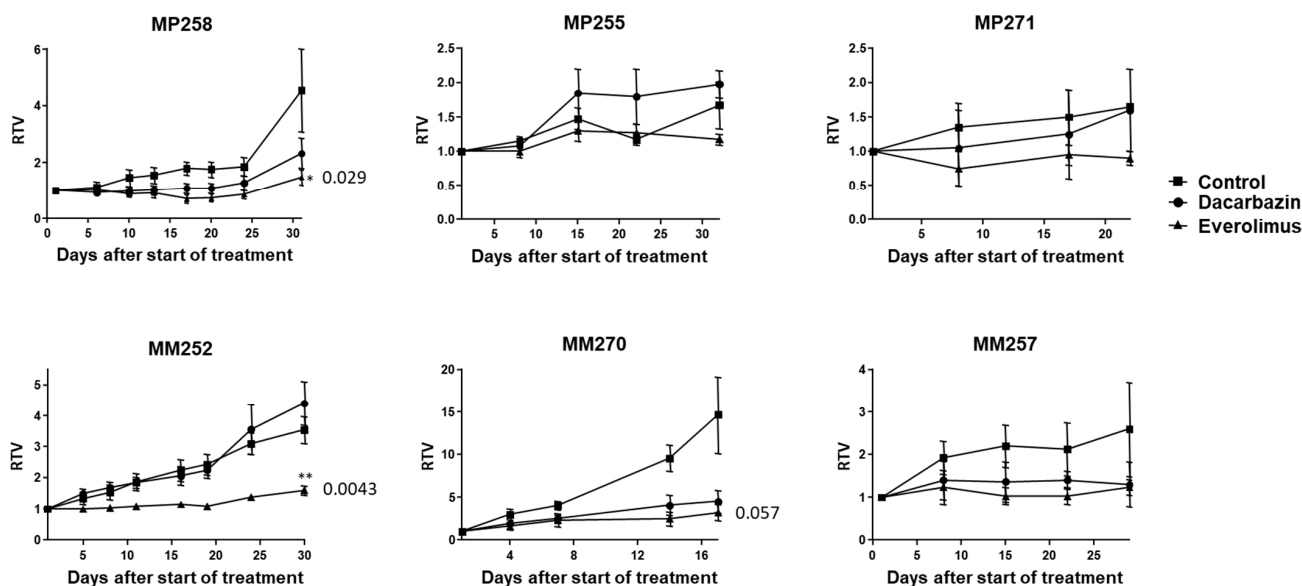 MP258
6
4
2
0
RTV
0 5 10 15 20 25 30
Days after start of treatment
* 0.029
MP255
2.5
2.0
1.5
1.0
0.5
0.0
RTV
5 10 15 20 25 30
Days after start of treatment
MP271
2.5
2.0
1.5
1.0
0.5
0.0
RTV
5 10 15 20
Days after start of treatment
Control
Dacarbazin
Everolimus
MM252
5
4
3
2
1
0
RTV
5 10 15 20 25 30
Days after start of treatment
**
0.0043
MM270
20
15
10
5
0
RTV
4 8 12 16
Days after start of treatment
0.057
MM257
4
3
2
1
0
RTV
0 5 10 15 20 25
Days after start of treatment